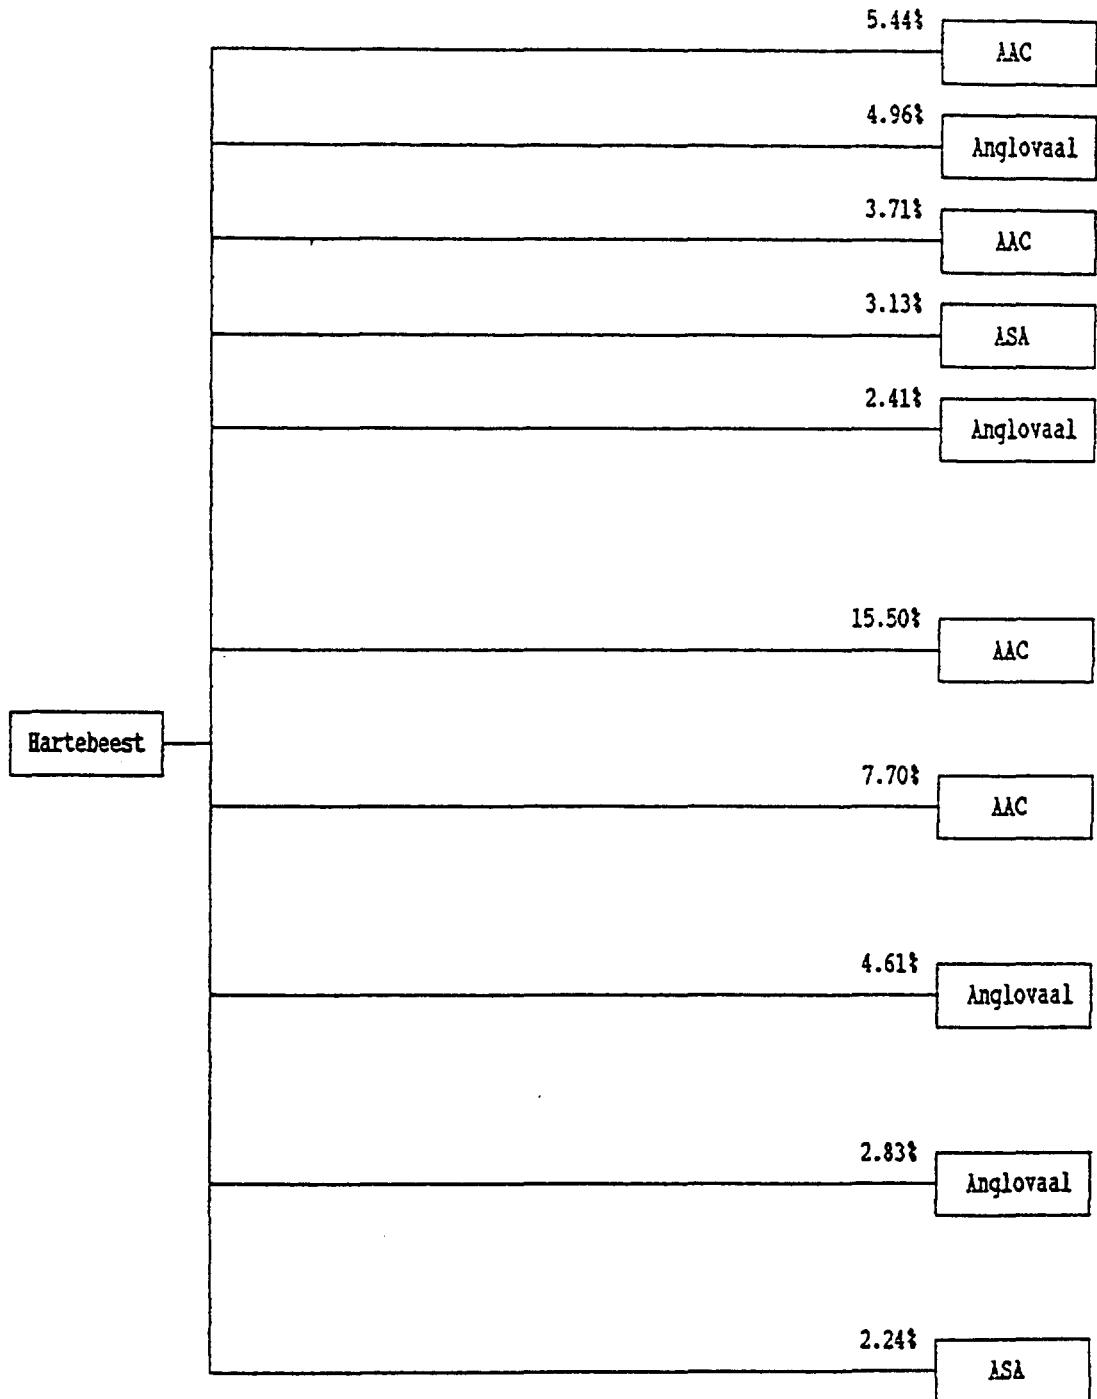 5.44%
AAC
4.96%
Anglovaal
3.71%
AAC
3.13%
ASA
2.41%
Anglovaal
15.50%
AAC
Hartebeest
7.70%
AAC
4.61%
Anglovaal
2.83%
Anglovaal
2.24%
ASA